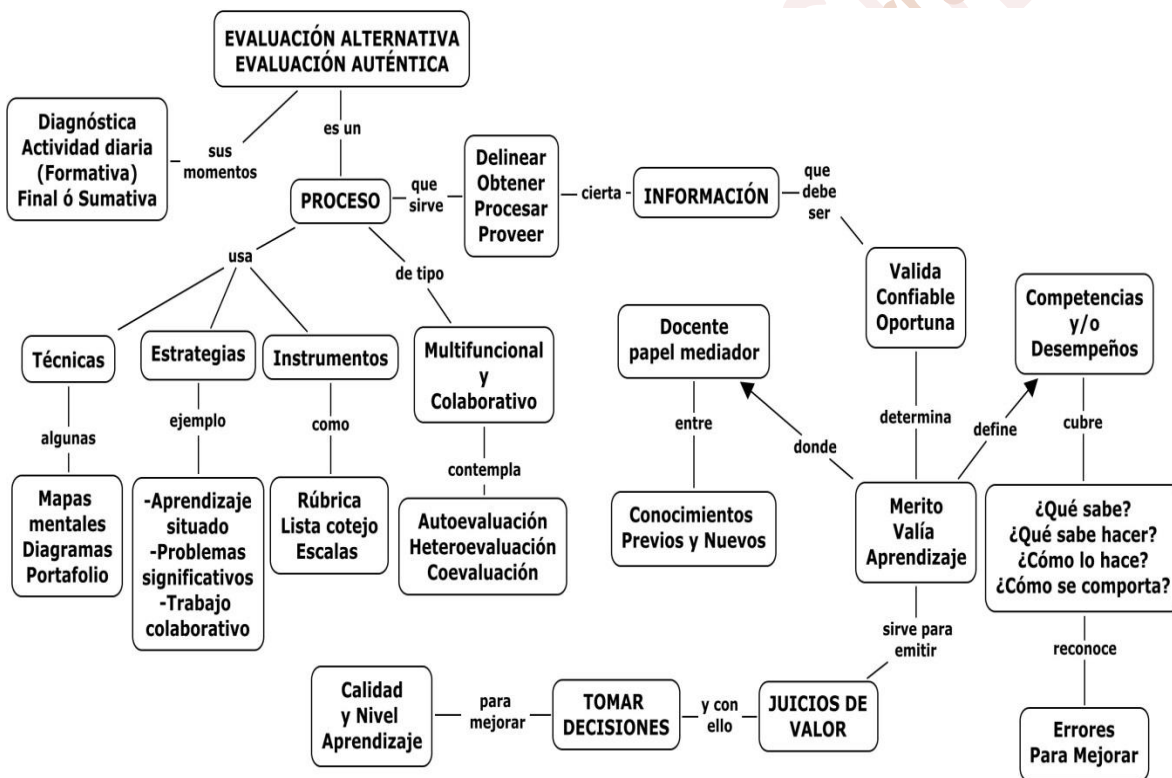 EVALUACIÓN ALTERNATIVA
EVALUACIÓN AUTÉNTICA
Diagnóstica
Actividad diaria
(Formativa)
Final ó Sumativa
sus
momentos
es un
PROCESO
que
sirve
Delinear
Obtener
Procesar
Proveer
cierta
INFORMACIÓN
que
debe
ser
Valida
Confiable
Oportuna
usa
de tipo
Técnicas
Estrategias
Instrumentos
Multifuncional
y
Colaborativo
Docente
papel mediador
Competencias
y/o
Desempeños
algunas
ejemplo
como
contempla
entre
donde
determina
define
cubre
Mapas
mentales
Diagramas
Portafolio
-Aprendizaje
situado
-Problemas
significativos
-Trabajo
colaborativo
Rúbrica
Lista cotejo
Escalas
Autoevaluación
Heteroevaluación
Coevaluación
Conocimientos
Previos y Nuevos
Merito
Valía
Aprendizaje
¿Qué sabe?
¿Qué sabe hacer?
¿Cómo lo hace?
¿Cómo se comporta?
sirve para
emitir
reconoce
Calidad
y Nivel
Aprendizaje
para
mejorar
TOMAR
DECISIONES
y con
ello
JUICIOS DE
VALOR
Errores
Para Mejorar